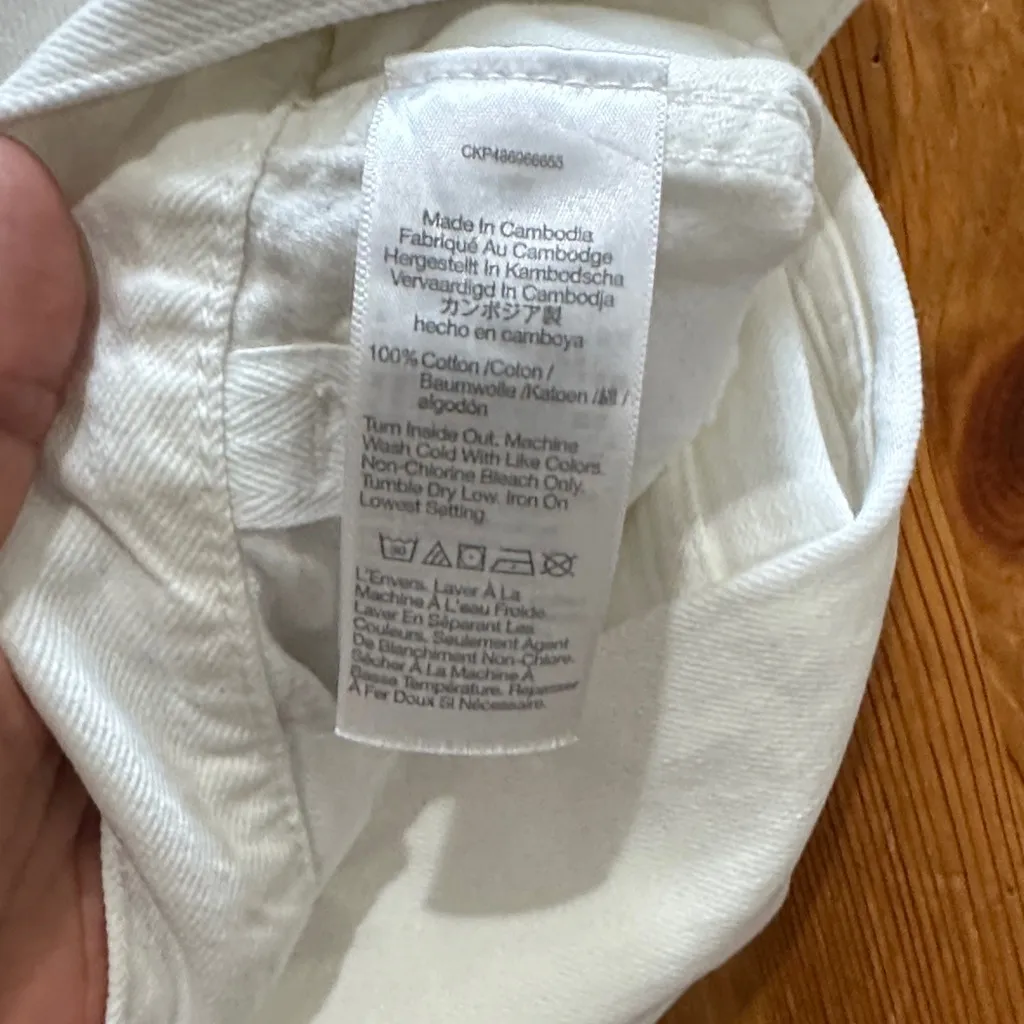 CKP486966655
Made In Cambodia
Fabriqué Au Cambodge
Hergestellt In Kambodscha
Vervaardigd In Cambodja
カンボジア製
hecho en camboya
100% Cotton /Coton /
Baumwolle /Katoen /綿 /
algodón
Turn Inside Out. Machine
Wash Cold With Like Colors.
Non-Chlorine Bleach Only.
Tumble Dry Low. Iron On
Lowest Setting
30
L'Envers. Laver À La
Machine À L'eau Froide.
Laver En Séparant Les
Couleurs, Seulement Agent
De Blanchiment Non-Chlore.
Sécher À La Machine À
Basse Température. Repasser
À Fer Doux Si Nécessaire.